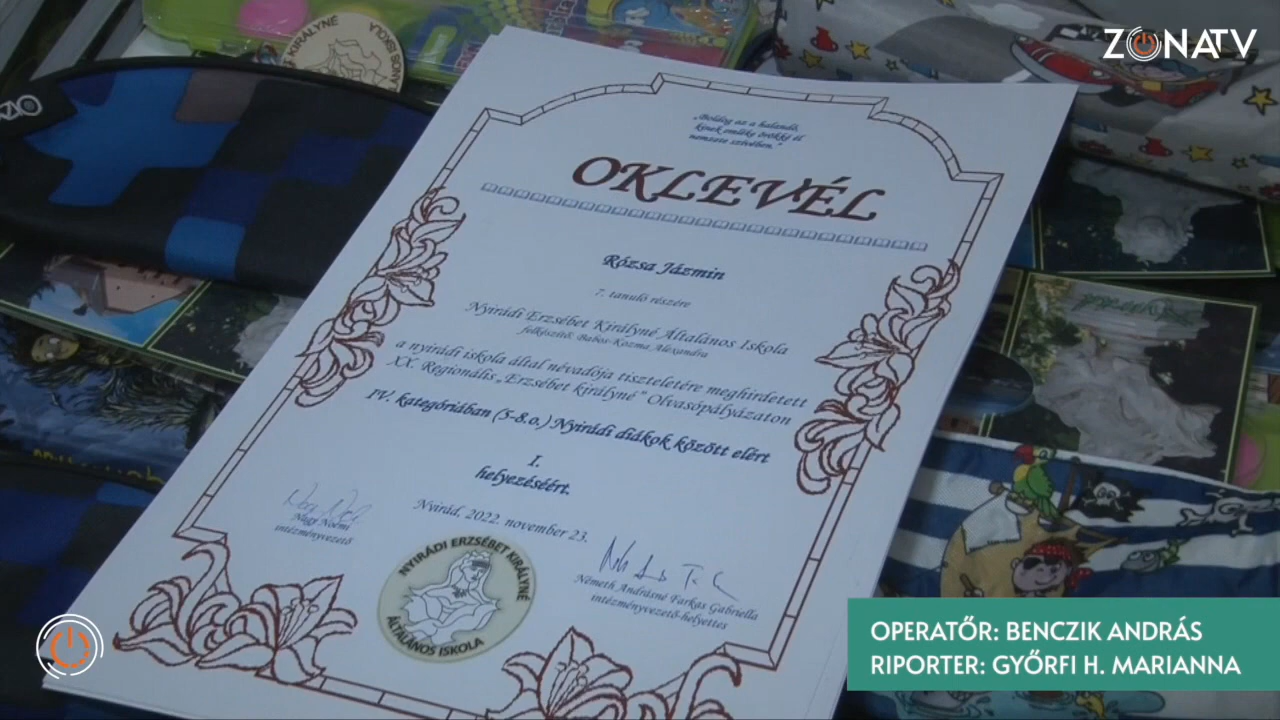 ZONATV
KIRÁLYNÉ
„Boldog az a halandó,
kinek emléke örökké él
nemzete szívében."
OKLEVÉL
Rózsa Jázmin
7. tanuló részére
Nyirádi Erzsébet Királyné Általános Iskola
felkészítő: Babos-Kozma Alexandra
a nyirádi iskola által névadója tiszteletére meghirdetett
XX. Regionális „Erzsébet királyné" Olvasópályázaton
IV. kategóriában (5-8.o.) Nyirádi diákok között elért
I.
helyezéséért.
Nyirád, 2022. november 23.
Nagy Noémi
intézményvezető
Németh Andrásné Farkas Gabriella
intézményvezető-helyettes
NYIRÁDI ERZSÉBET KIRÁLYNÉ
ÁLTALÁNOS ISKOLA
OPERATŐR: BENCZIK ANDRÁS
RIPORTER: GYŐRFI H. MARIANNA